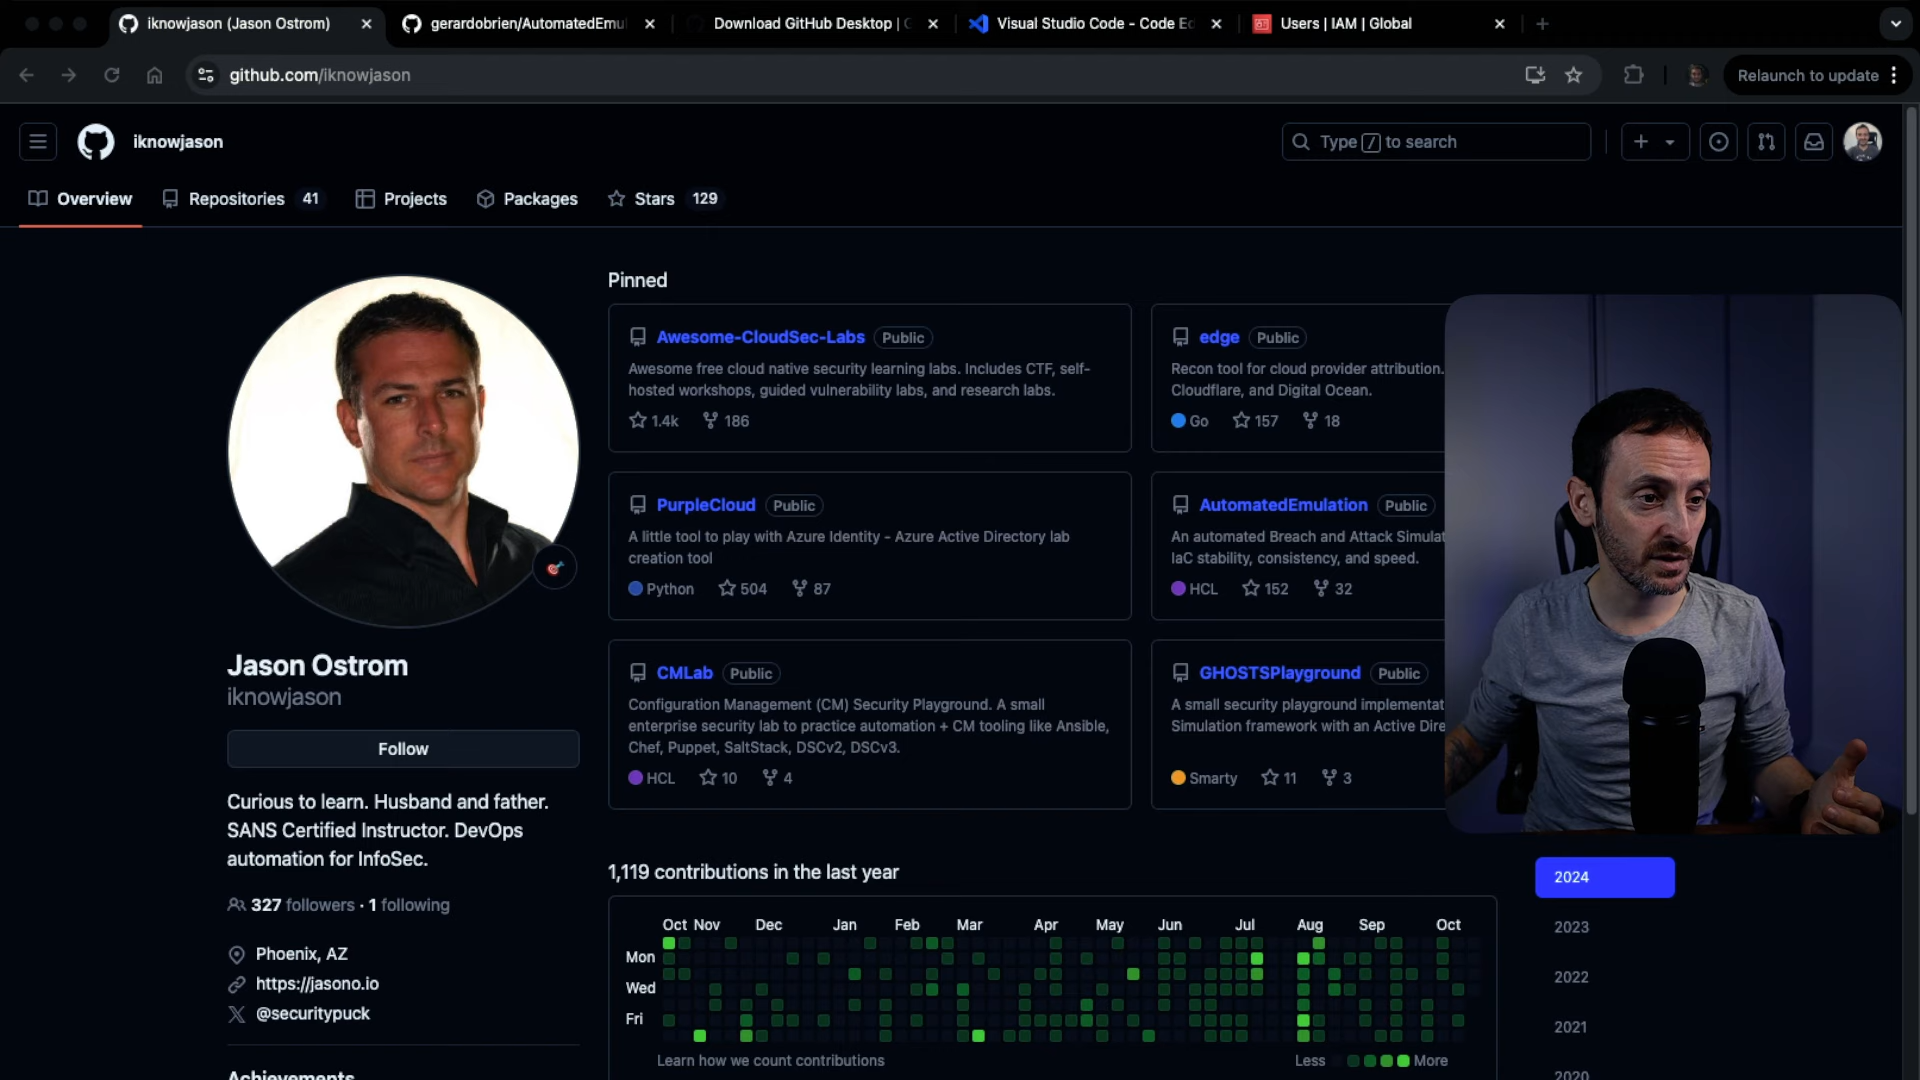 iknowjason (Jason Ostrom)
gerardobrien/AutomatedEmu
Download GitHub Desktop |
Visual Studio Code - Code Ed
Users | IAM | Global
github.com/iknowjason
Relaunch to update
iknowjason
Type / to search
Overview
Repositories 41
Projects
Packages
Stars 129
Pinned
Awesome-CloudSec-Labs Public
Awesome free cloud native security learning labs. Includes CTF, self-
hosted workshops, guided vulnerability labs, and research labs.
1.4k 186
edge Public
Recon tool for cloud provider attribution.
Cloudflare, and Digital Ocean.
Go 157 18
PurpleCloud Public
A little tool to play with Azure Identity - Azure Active Directory lab
creation tool
Python 504 87
AutomatedEmulation Public
An automated Breach and Attack Simulat
IaC stability, consistency, and speed.
HCL 152 32
CMLab Public
Configuration Management (CM) Security Playground. A small
enterprise security lab to practice automation + CM tooling like Ansible,
Chef, Puppet, SaltStack, DSCv2, DSCv3.
HCL 10 4
GHOSTSPlayground Public
A small security playground implementat
Simulation framework with an Active Dire
Smarty 11 3
Jason Ostrom
iknowjason
Follow
Curious to learn. Husband and father.
SANS Certified Instructor. DevOps
automation for InfoSec.
327 followers · 1 following
Phoenix, AZ
https://jasono.io
@securitypuck
Achievements
1,119 contributions in the last year
Oct Nov Dec Jan Feb Mar Apr May Jun Jul Aug Sep Oct
Mon
Wed
Fri
Learn how we count contributions
Less More
2024
2023
2022
2021
2020